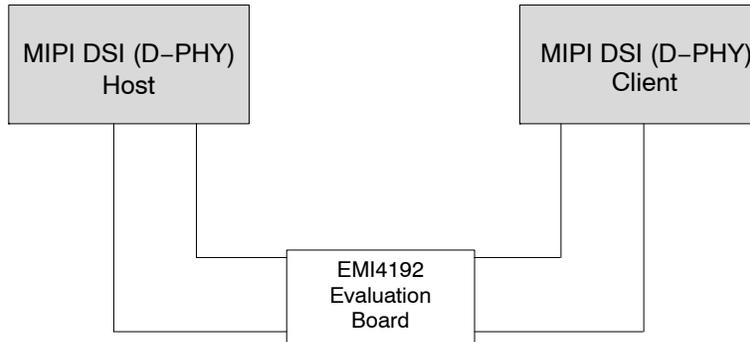 MIPI DSI (D−PHY)
Host
MIPI DSI (D−PHY)
Client
EMI4192
Evaluation
Board